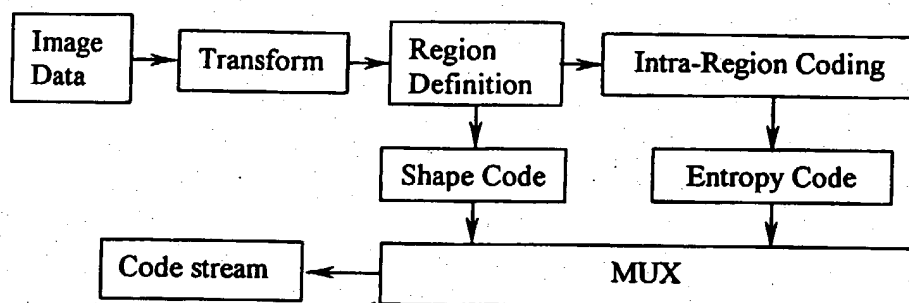 Image
Data
Transform
Region
Definition
Intra-Region Coding
Shape Code
Entropy Code
Code stream
MUX